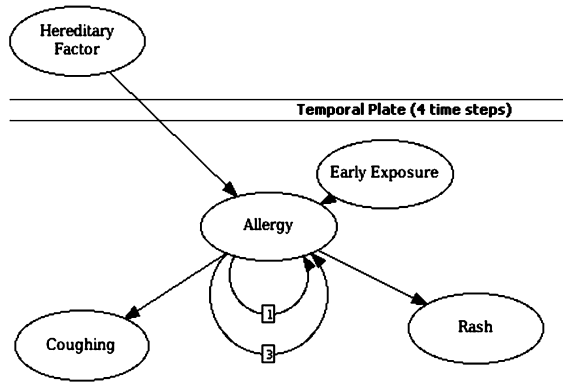 Hereditary
Factor
Temporal Plate (4 time steps)
Early Exposure
Allergy
1
Coughing
3
Rash